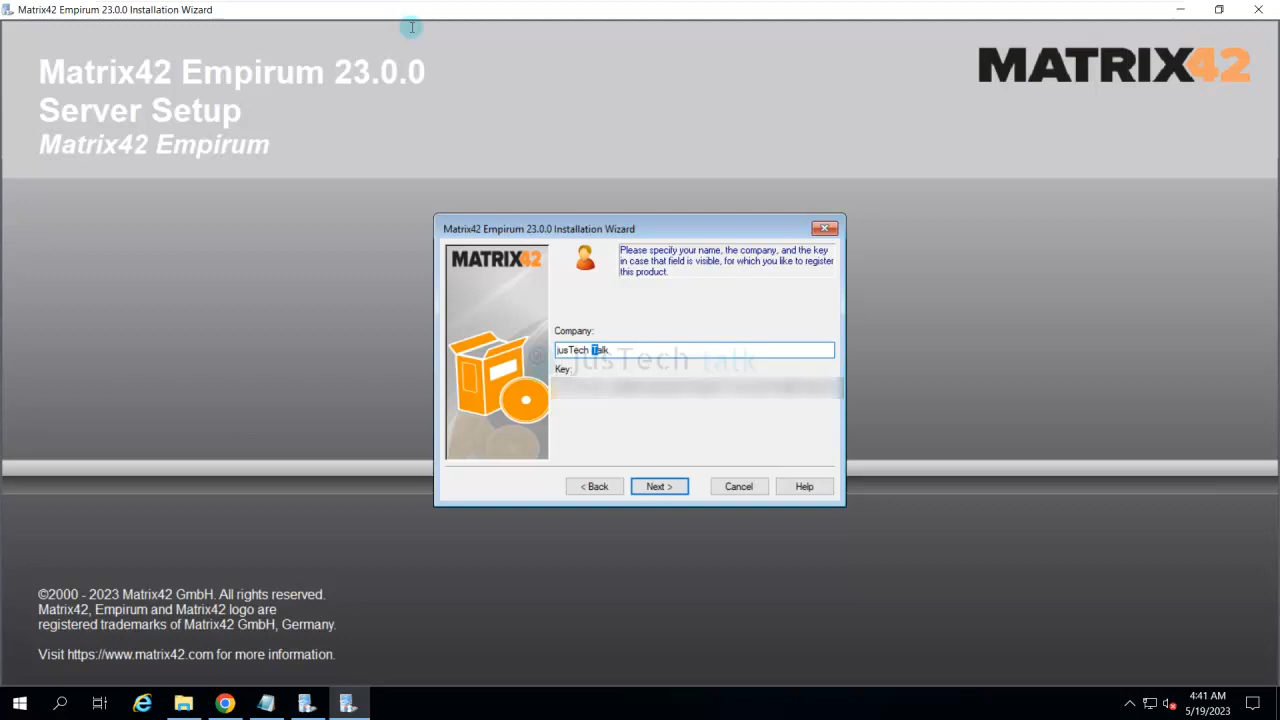 Matrix42 Empirum 23.0.0 Installation Wizard
Matrix42 Empirum 23.0.0
Server Setup
Matrix42 Empirum
MATRIX42
Matrix42 Empirum 23.0.0 Installation Wizard
MATRIX42
Please specify your name, the company, and the key
in case that field is visible, for which you like to register
this product.
Company:
jusTech Talk
jusTech talk
Key:
< Back
Next >
Cancel
Help
©2000 - 2023 Matrix42 GmbH. All rights reserved.
Matrix42, Empirum and Matrix42 logo are
registered trademarks of Matrix42 GmbH, Germany.
Visit https://www.matrix42.com for more information.
4:41 AM
5/19/2023